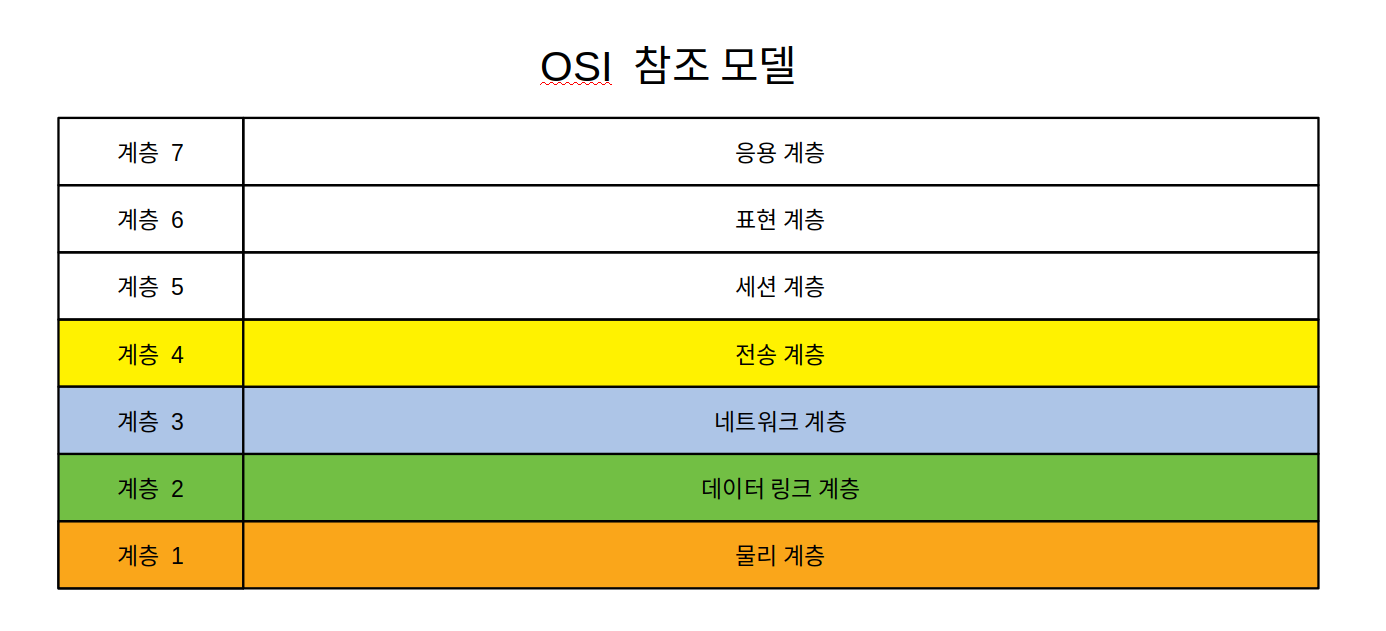 OSI 참조 모델
계층 7 응용 계층
계층 6 표현 계층
계층 5 세션 계층
계층 4 전송 계층
계층 3 네트워크 계층
계층 2 데이터 링크 계층
계층 1 물리 계층